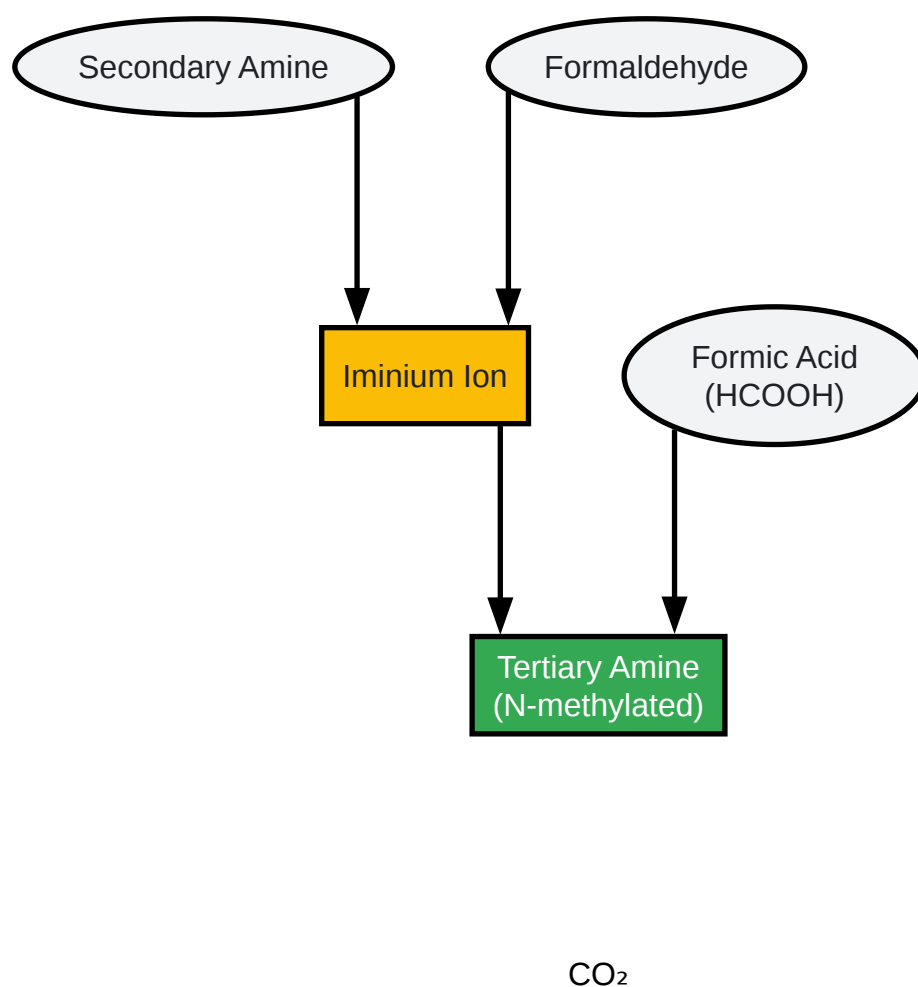 Secondary Amine
Formaldehyde
Iminium Ion
Formic Acid
(HCOOH)
Tertiary Amine
(N-methylated)
CO₂